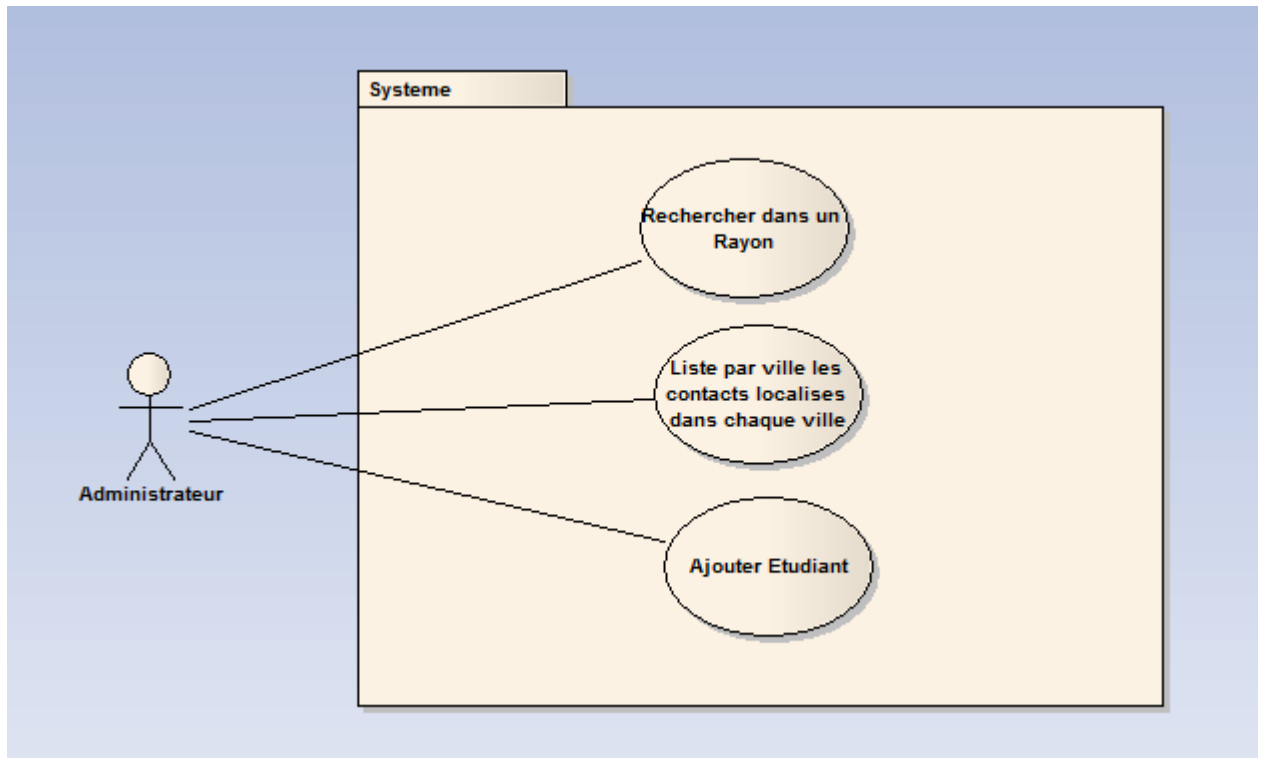 Systeme
Rechercher dans un
Rayon
Liste par ville les
contacts localises
dans chaque ville
Ajouter Etudiant
Administrateur